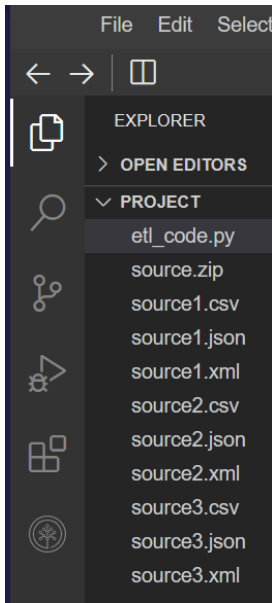 File Edit Select
EXPLORER
OPEN EDITORS
PROJECT
etl_code.py
source.zip
source1.csv
source1.json
source1.xml
source2.csv
source2.json
source2.xml
source3.csv
source3.json
source3.xml